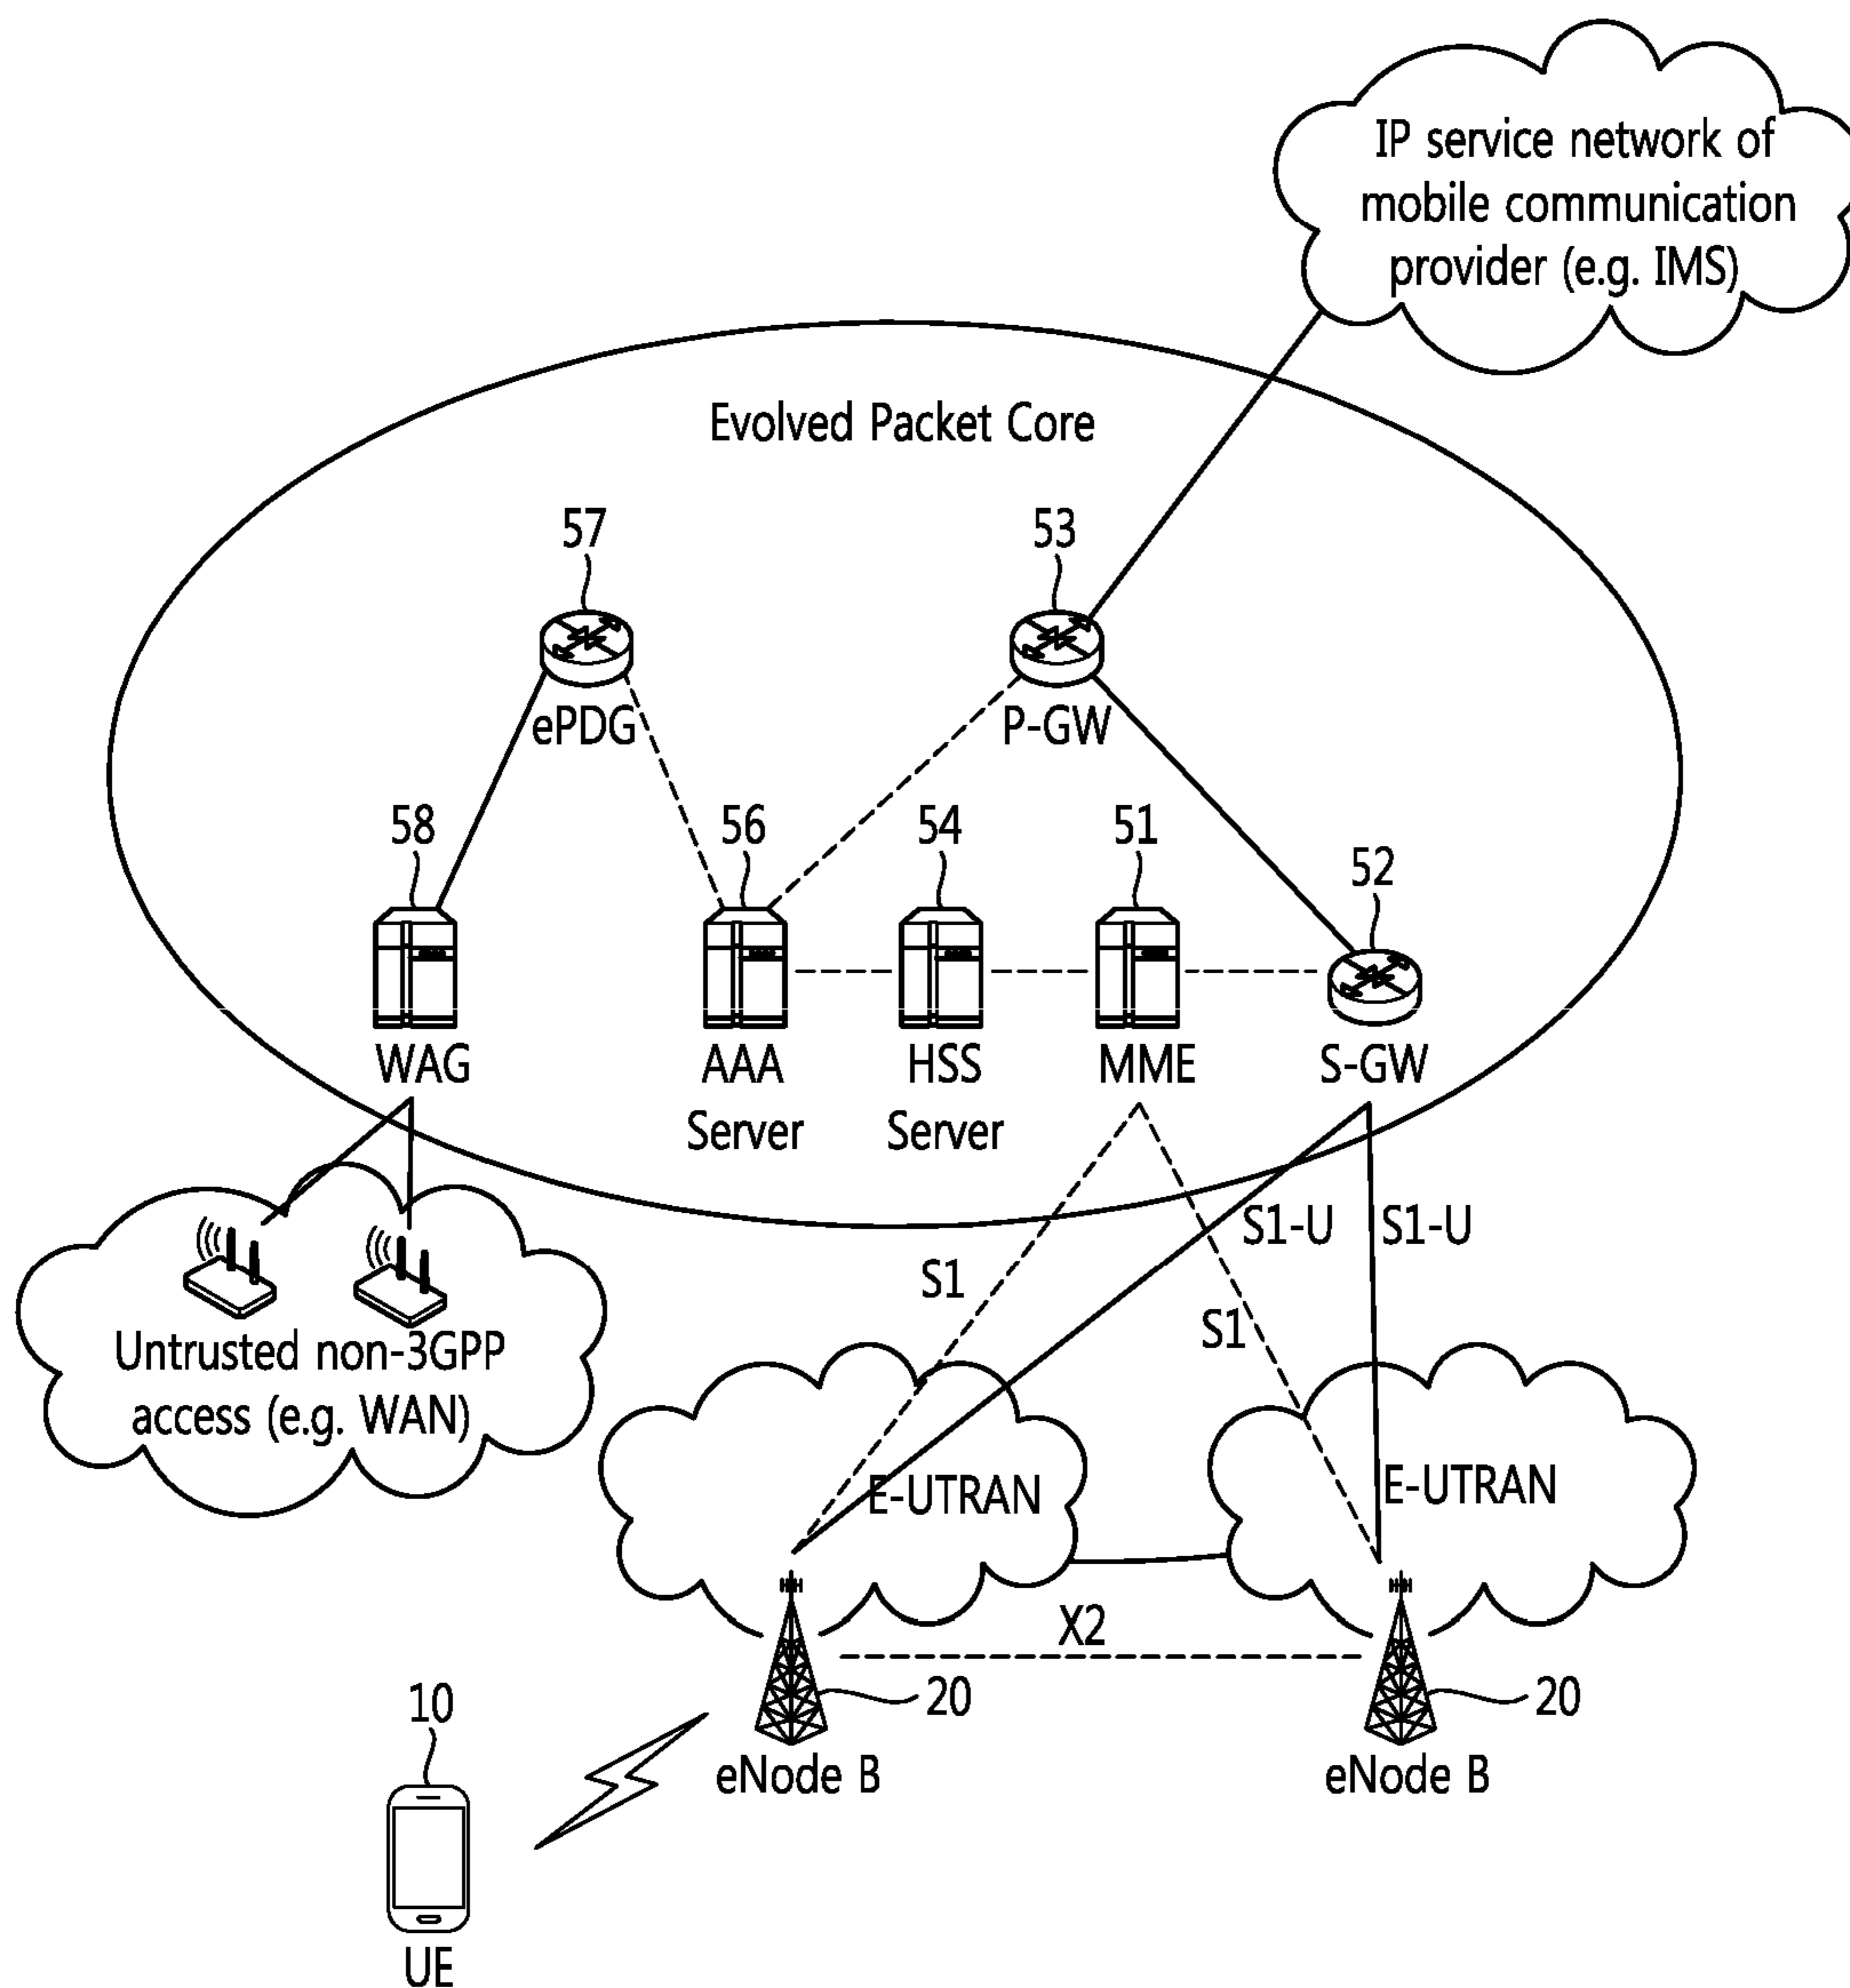 IP service network of
mobile communication
provider (e.g. IMS)
Evolved Packet Core
57
53
ePDG
P-GW
58
56
54
51
52
WAG
AAA
Server
HSS
Server
MME
S-GW
S1
S1-U
S1-U
S1
Untrusted non-3GPP
access (e.g. WAN)
E-UTRAN
E-UTRAN
X2
20
20
eNode B
eNode B
10
UE